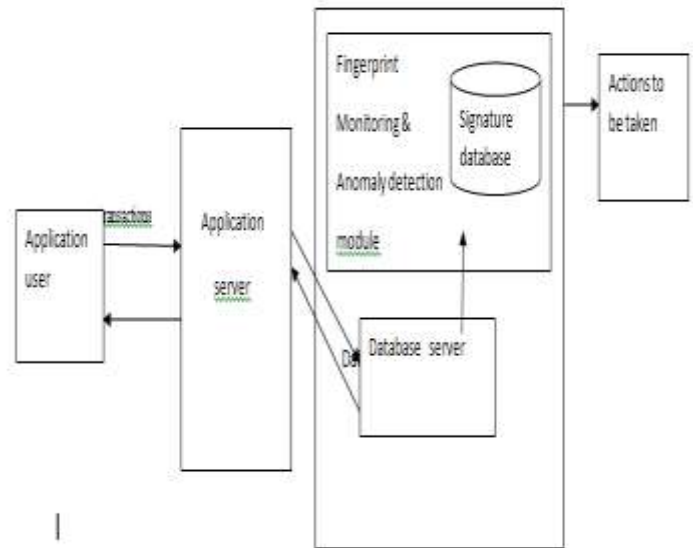 Application
user
Application
server
Fingerprint
Monitoring &
Anomaly detection
module
Signature
database
Database server
Actions to
be taken